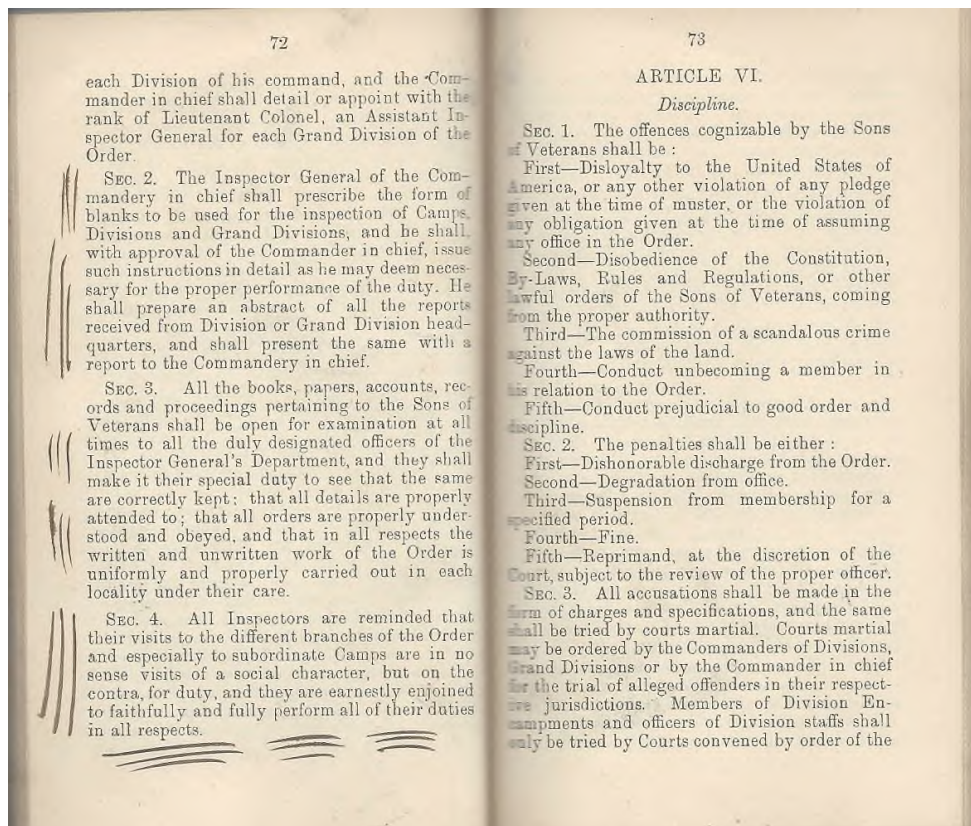 72
each Division of his command, and the Com-
mander in chief shall detail or appoint with the
rank of Lieutenant Colonel, an Assistant In-
spector General for each Grand Division of the
Order.
SEC. 2. The Inspector General of the Com-
mandery in chief shall prescribe the form of
blanks to be used for the inspection of Camps,
Divisions and Grand Divisions, and he shall,
with approval of the Commander in chief, issue
such instructions in detail as he may deem neces-
sary for the proper performance of the duty. He
shall prepare an abstract of all the reports
received from Division or Grand Division head-
quarters, and shall present the same with a
report to the Commandery in chief.
SEC. 3. All the books, papers, accounts, rec-
ords and proceedings pertaining to the Sons of
Veterans shall be open for examination at all
times to all the duly designated officers of the
Inspector General's Department, and they shall
make it their special duty to see that the same
are correctly kept; that all details are properly
attended to; that all orders are properly under-
stood and obeyed, and that in all respects the
written and unwritten work of the Order is
uniformly and properly carried out in each
locality under their care.
SEC. 4. All Inspectors are reminded that
their visits to the different branches of the Order
and especially to subordinate Camps are in no
sense visits of a social character, but on the
contra, for duty, and they are earnestly enjoined
to faithfully and fully perform all of their duties
in all respects.
73
ARTICLE VI.
Discipline.
SEC. 1. The offences cognizable by the Sons
of Veterans shall be :
First—Disloyalty to the United States of
America, or any other violation of any pledge
given at the time of muster, or the violation of
any obligation given at the time of assuming
any office in the Order.
Second—Disobedience of the Constitution,
By-Laws, Rules and Regulations, or other
lawful orders of the Sons of Veterans, coming
from the proper authority.
Third—The commission of a scandalous crime
against the laws of the land.
Fourth—Conduct unbecoming a member in
his relation to the Order.
Fifth—Conduct prejudicial to good order and
discipline.
SEC. 2. The penalties shall be either :
First—Dishonorable discharge from the Order.
Second—Degradation from office.
Third—Suspension from membership for a
specified period.
Fourth—Fine.
Fifth—Reprimand, at the discretion of the
Court, subject to the review of the proper officer.
SEC. 3. All accusations shall be made in the
form of charges and specifications, and the same
shall be tried by courts martial. Courts martial
may be ordered by the Commanders of Divisions,
Grand Divisions or by the Commander in chief
for the trial of alleged offenders in their respect-
ive jurisdictions. Members of Division En-
campments and officers of Division staffs shall
only be tried by Courts convened by order of the